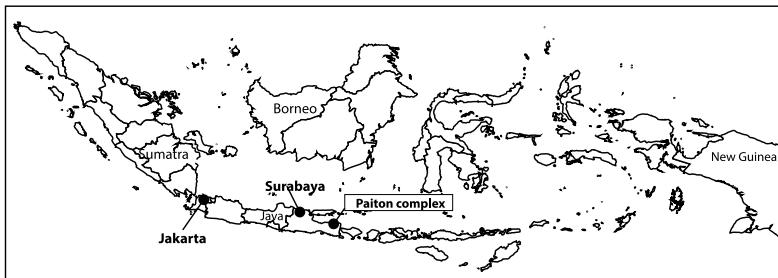 Borneo
Sumatra
New Guinea
Surabaya
Paiton complex
Jaya
Jakarta